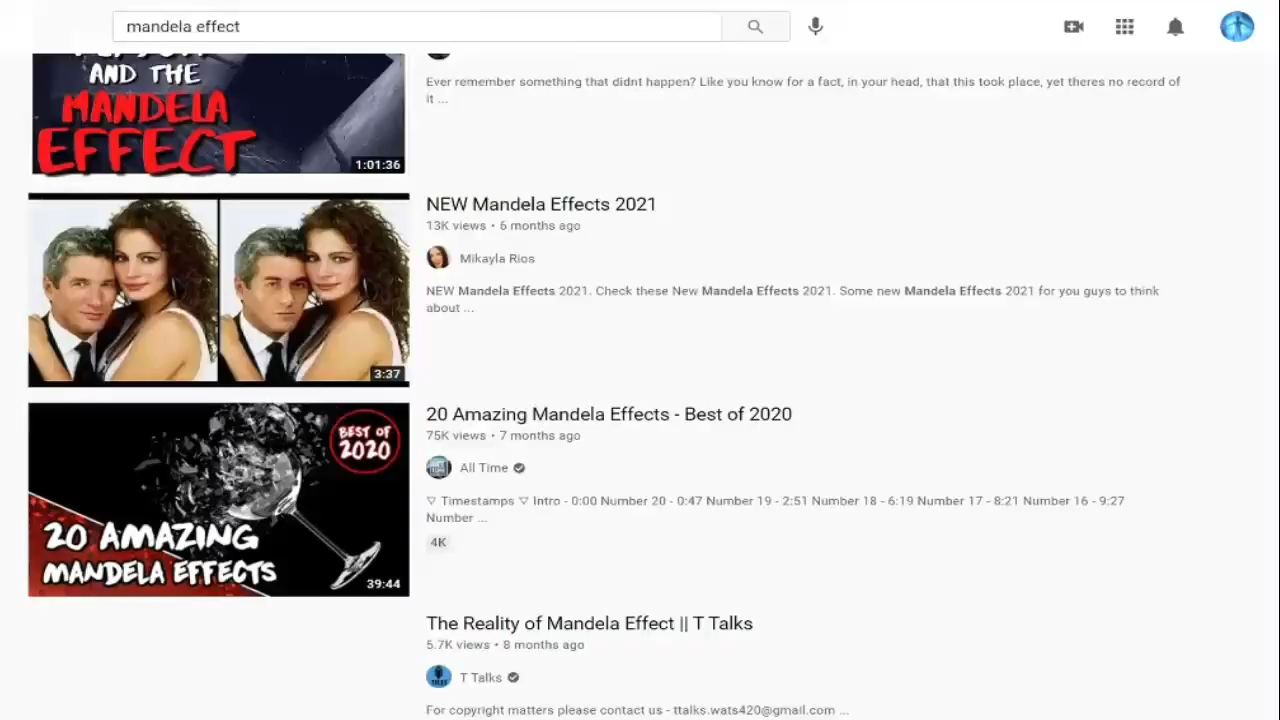 mandela effect
AND THE
MANDELA
EFFECT
1:01:36
Ever remember something that didnt happen? Like you know for a fact, in your head, that this took place, yet theres no record of
it ...
NEW Mandela Effects 2021
13K views • 6 months ago
Mikayla Rios
NEW Mandela Effects 2021. Check these New Mandela Effects 2021. Some new Mandela Effects 2021 for you guys to think
about ...
3:37
BEST OF
2020
20 AMAZING
MANDELA EFFECTS
39:44
20 Amazing Mandela Effects - Best of 2020
75K views • 7 months ago
All Time
▽ Timestamps ▽ Intro - 0:00 Number 20 - 0:47 Number 19 - 2:51 Number 18 - 6:19 Number 17 - 8:21 Number 16 - 9:27
Number ...
4K
The Reality of Mandela Effect || T Talks
5.7K views • 8 months ago
T Talks
For copyright matters please contact us - ttalks.wats420@gmail.com ...